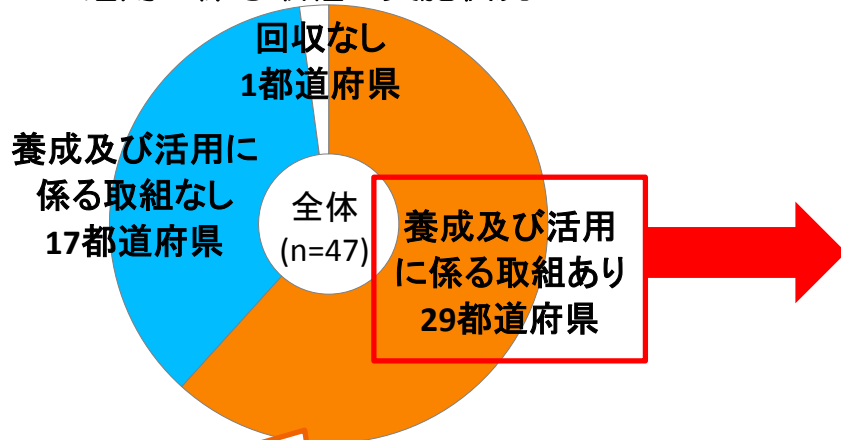 回収なし
1都道府県
養成及び活用に
係る取組なし
17都道府県
全体
(n=47)
養成及び活用
に係る取組あり
29都道府県